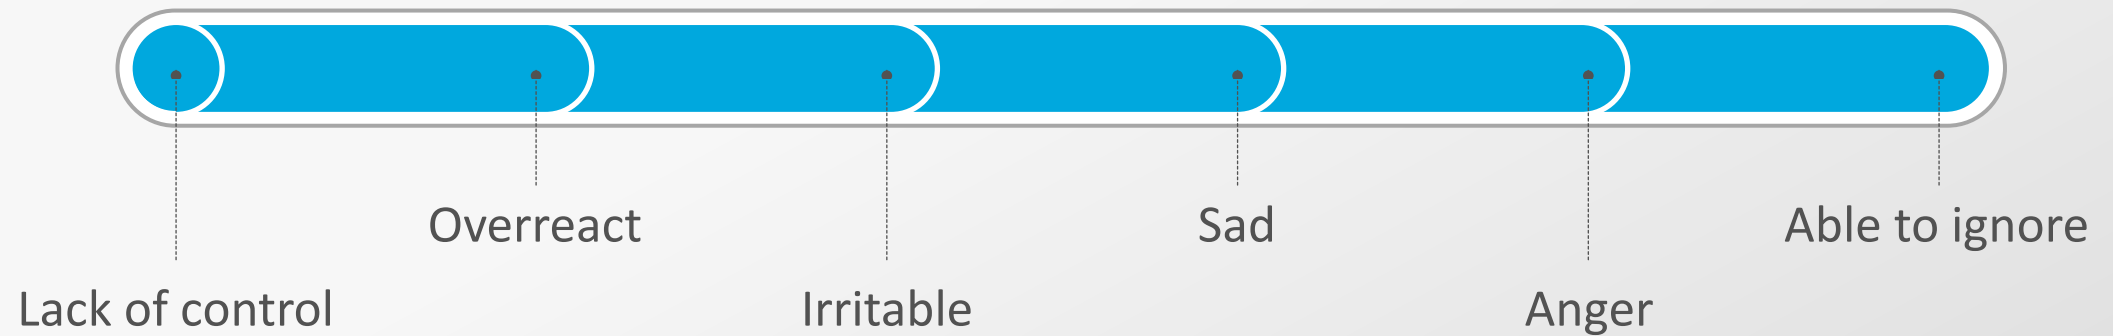 Overreact
Sad
Able to ignore
Lack of control
Irritable
Anger